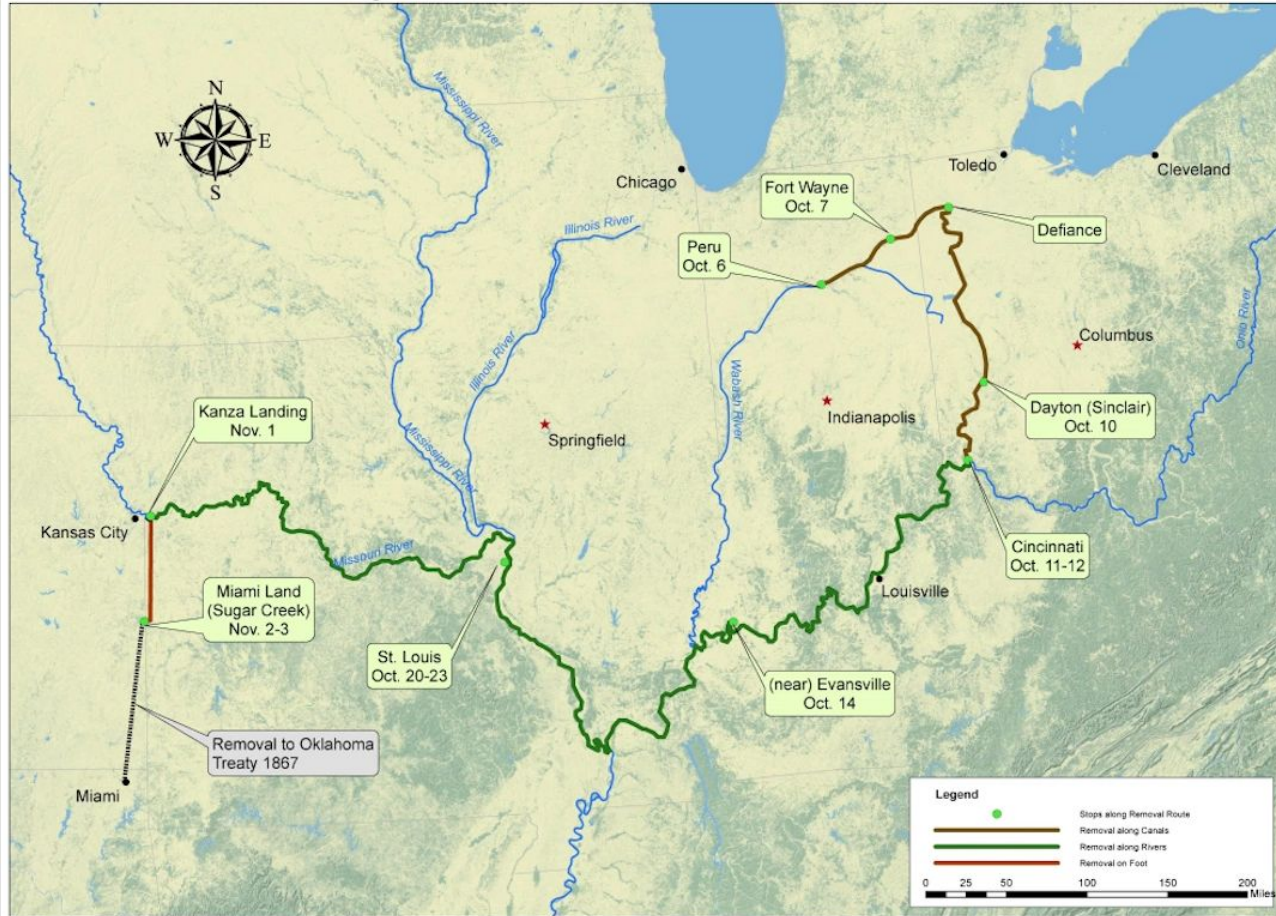 Mississippi River
N
W
E
S
Chicago
Toledo
Cleveland
Fort Wayne
Oct. 7
Defiance
Peru
Oct. 6
Illinois River
Ohio River
Columbus
Illinois River
Wabash River
Indianapolis
Dayton (Sinclair)
Oct. 10
Kanza Landing
Nov. 1
Springfield
Mississippi River
Kansas City
Missouri River
Cincinnati
Oct. 11-12
Miami Land
(Sugar Creek)
Nov. 2-3
Louisville
St. Louis
Oct. 20-23
(near) Evansville
Oct. 14
Removal to Oklahoma
Treaty 1867
Miami
Legend
Stops along Removal Route
Removal along Canals
Removal along Rivers
Removal on Foot
0 25 50 100 150 200
Miles